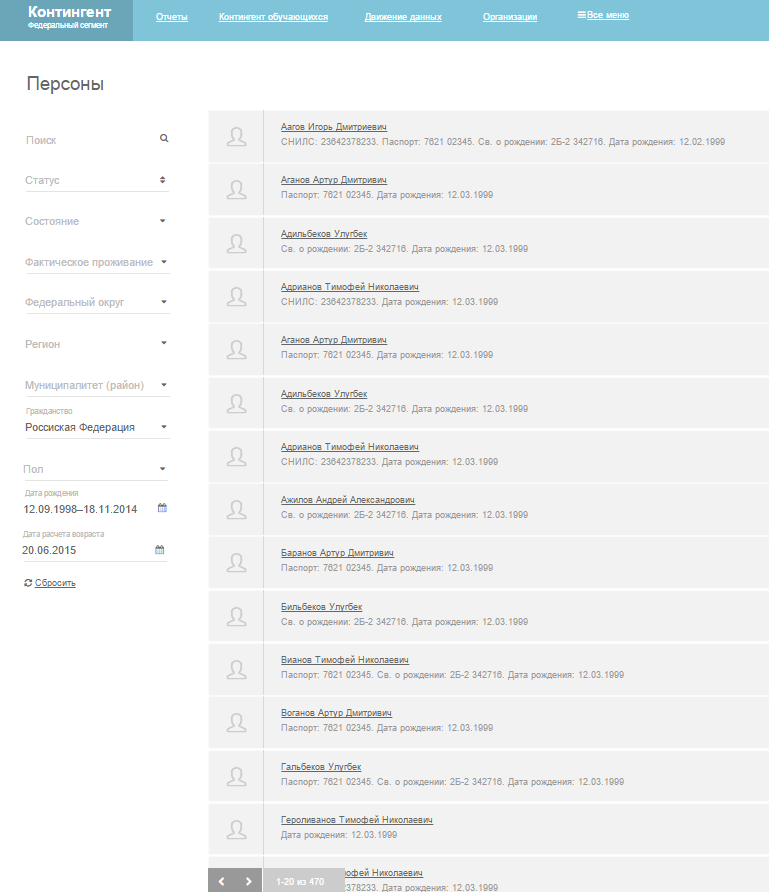 Контингент
Федеральный сегмент
Отчеты
Контингент обучающихся
Движение данных
Организации
Все меню
Персоны
Поиск
Статус
Состояние
Фактическое проживание
Федеральный округ
Регион
Муниципалитет (район)
Гражданство
Россиская Федерация
Пол
Дата рождения
12.09.1998–18.11.2014
Дата расчета возраста
20.06.2015
Сбросить
Аагов Игорь Дмитриевич
СНИЛС: 23642378233. Паспорт: 7621 02345. Св. о рождении: 2Б-2 342716. Дата рождения: 12.02.1999
Аганов Артур Дмитривич
Паспорт: 7621 02345. Дата рождения: 12.03.1999
Адильбеков Улугбек
Св. о рождении: 2Б-2 342716. Дата рождения: 12.03.1999
Адрианов Тимофей Николаевич
СНИЛС: 23642378233. Дата рождения: 12.03.1999
Аганов Артур Дмитривич
Паспорт: 7621 02345. Дата рождения: 12.03.1999
Адильбеков Улугбек
Св. о рождении: 2Б-2 342716. Дата рождения: 12.03.1999
Адрианов Тимофей Николаевич
СНИЛС: 23642378233. Дата рождения: 12.03.1999
Ажилов Андрей Александрович
Св. о рождении: 2Б-2 342716. Дата рождения: 12.03.1999
Баранов Артур Дмитривич
Паспорт: 7621 02345. Дата рождения: 12.03.1999
Бильбеков Улугбек
Св. о рождении: 2Б-2 342716. Дата рождения: 12.03.1999
Вианов Тимофей Николаевич
Паспорт: 7621 02345. Св. о рождении: 2Б-2 342716. Дата рождения: 12.03.1999
Воганов Артур Дмитривич
Паспорт: 7621 02345. Дата рождения: 12.03.1999
Гальбеков Улугбек
Паспорт: 7621 02345. Св. о рождении: 2Б-2 342716. Дата рождения: 12.03.1999
Героливанов Тимофей Николаевич
Дата рождения: 12.03.1999
мофей Николаевич
378233. Дата рождения: 12.03.1999
1-20 из 470